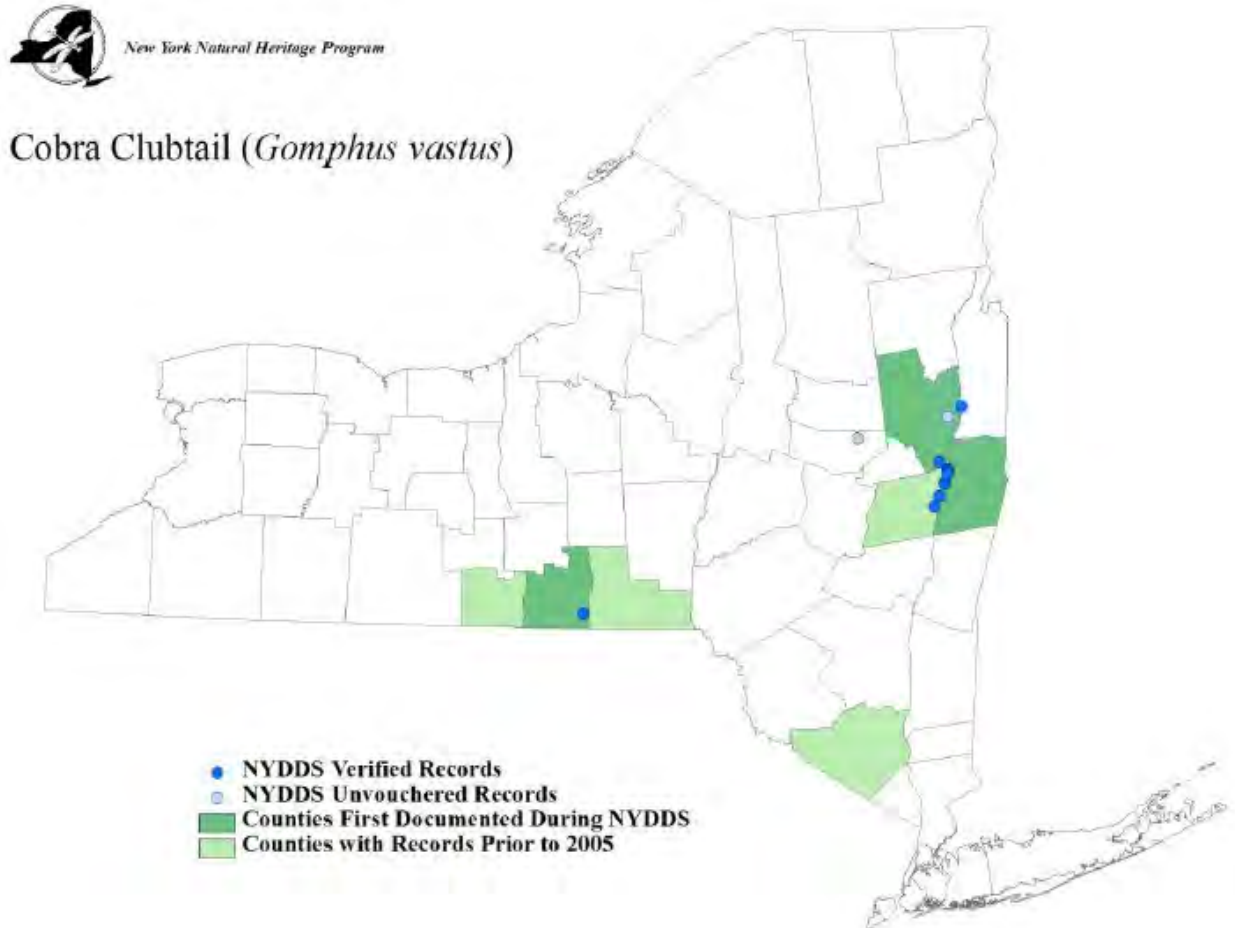 New York Natural Heritage Program
Cobra Clubtail (Gomphus vastus)
NYDDS Verified Records
NYDDS Unvouchered Records
Counties First Documented During NYDDS
Counties with Records Prior to 2005